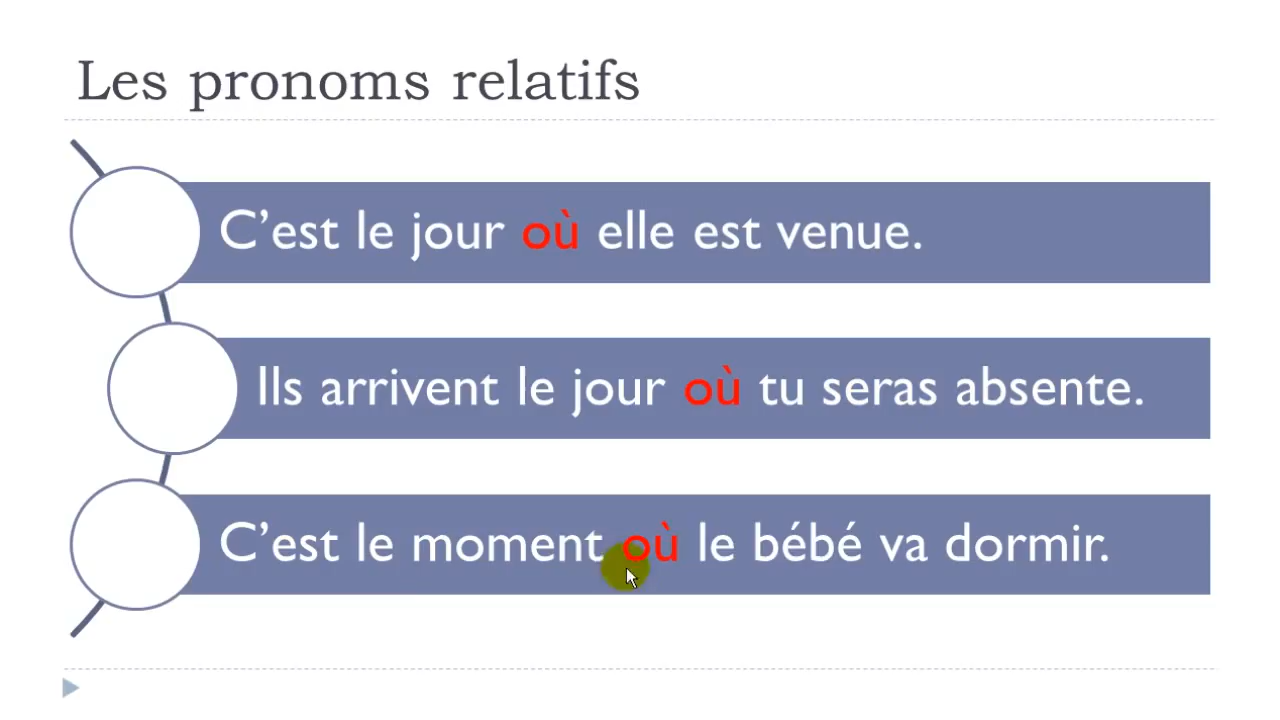 Les pronoms relatifs
C’est le jour où elle est venue.
Ils arrivent le jour où tu seras absente.
C’est le moment où le bébé va dormir.